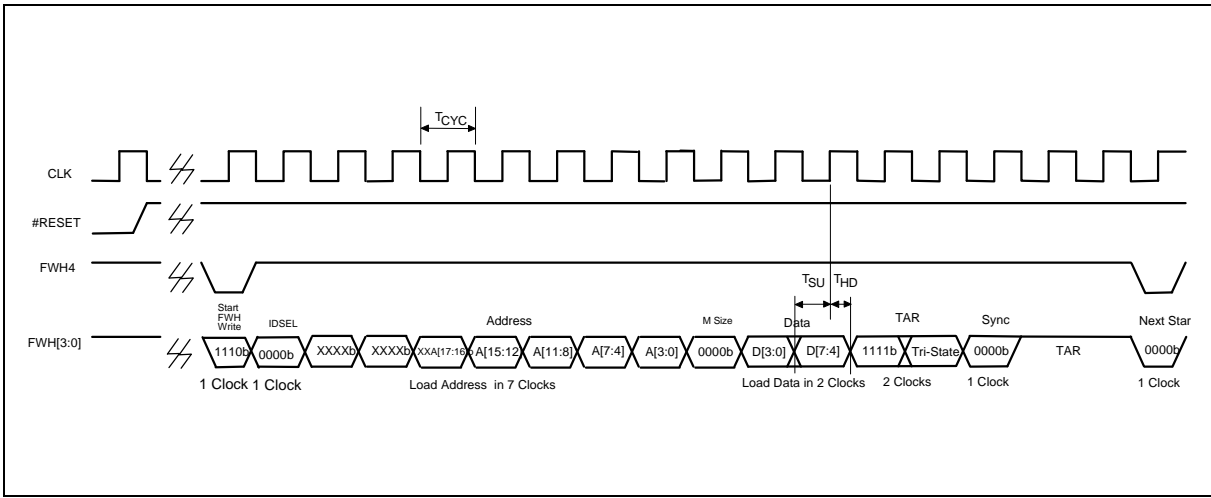 TCYC
CLK
#RESET
FWH4
TSU THD
Start
FWH
Write
IDSEL
Address
M Size
Data
TAR
Sync
Next Star
FWH[3:0]
1110b 0000b XXXXb XXXXb XXA[17:16]b A[15:12] A[11:8] A[7:4] A[3:0] 0000b D[3:0] D[7:4] 1111b Tri-State 0000b TAR 0000b
1 Clock 1 Clock Load Address in 7 Clocks Load Data in 2 Clocks 2 Clocks 1 Clock 1 Clock